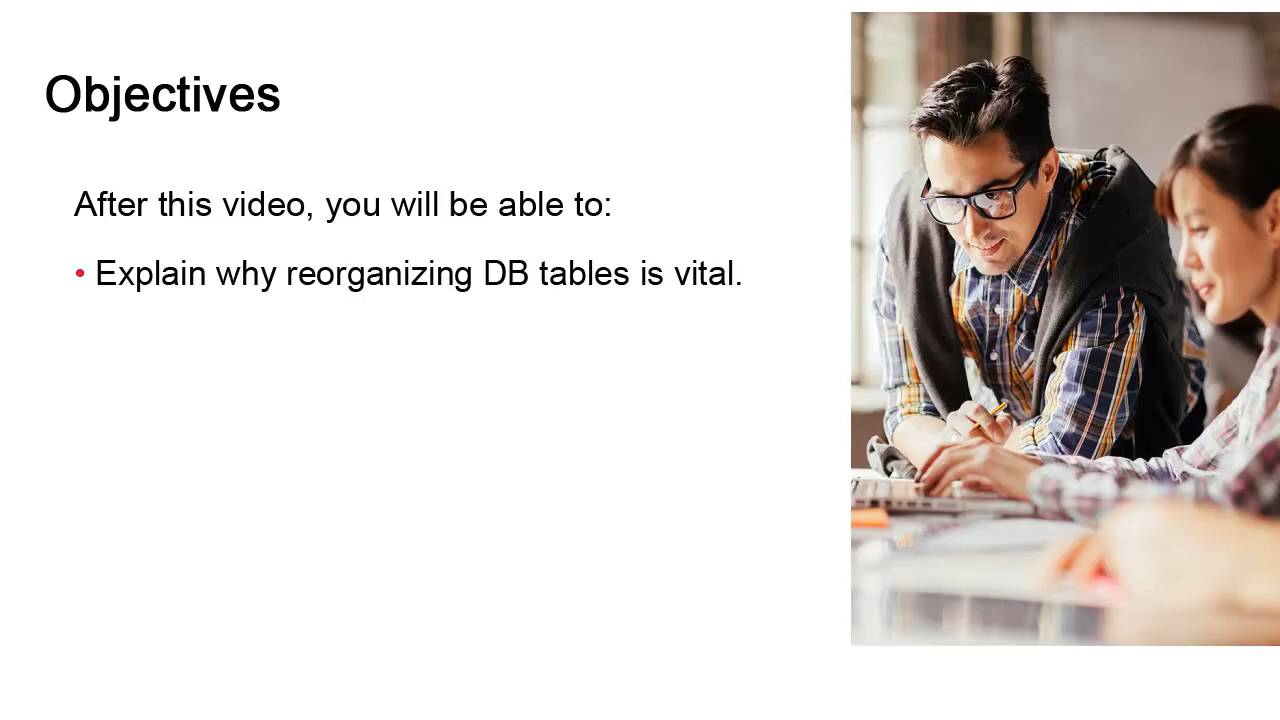 Objectives
After this video, you will be able to:
• Explain why reorganizing DB tables is vital.